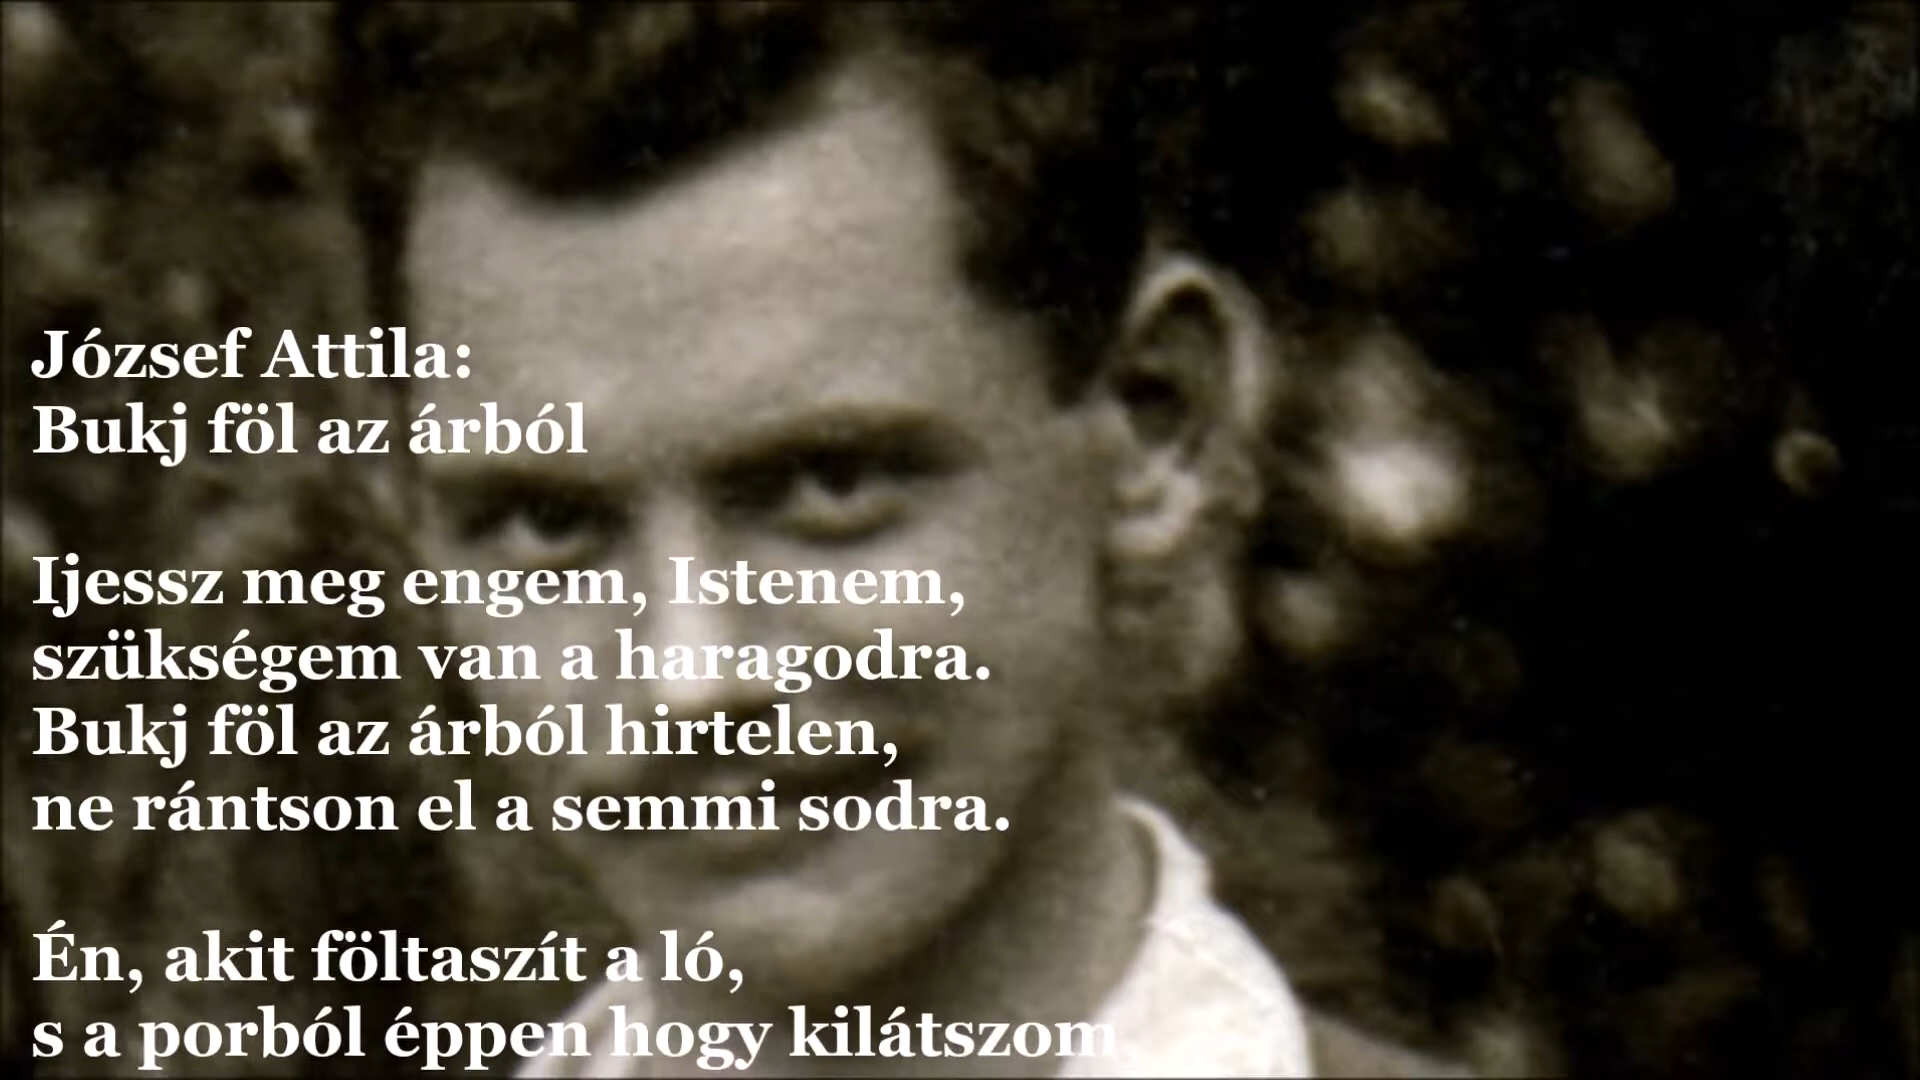 József Attila:
Bukj föl az árból
Ijessz meg engem, Istenem,
szükségem van a haragodra.
Bukj föl az árból hirtelen,
ne rántson el a semmi sodra.
Én, akit föltaszít a ló,
s a porból éppen hogy kilátszom,